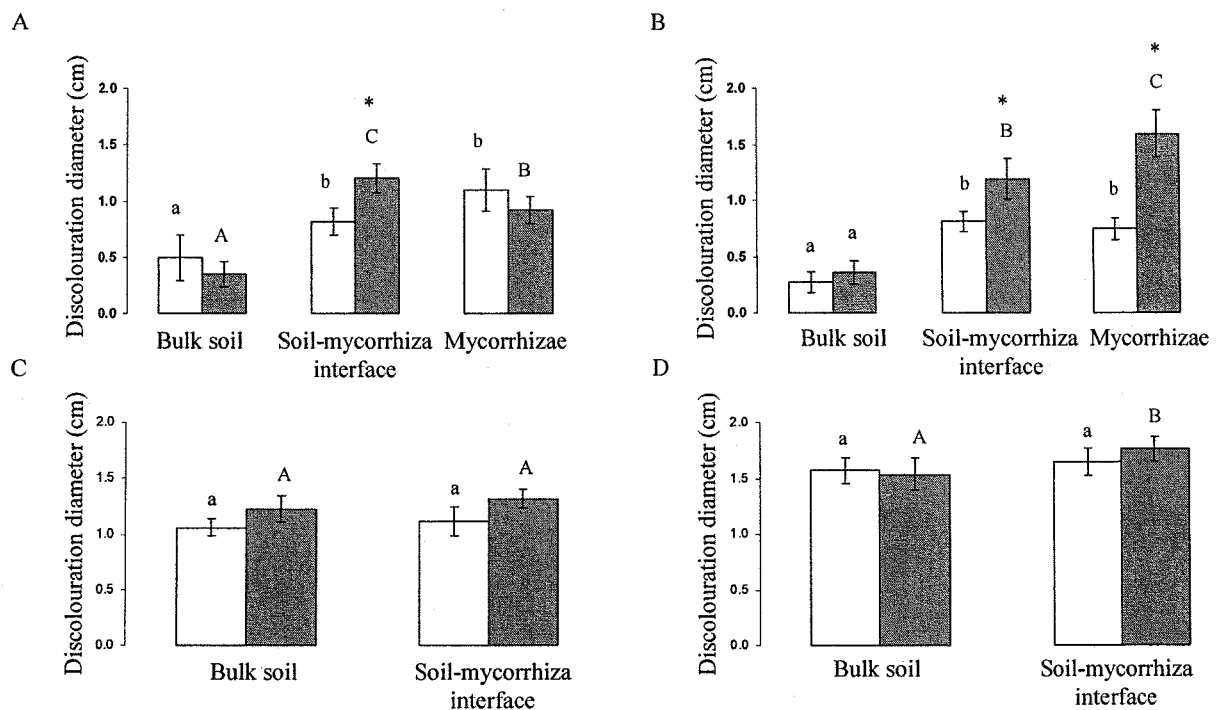 A
Discolouration diameter (cm)
2.0
1.5
1.0
0.5
0.0
a
A
b
*
C
b
B
Bulk soil
Soil-mycorrhiza
interface
Mycorrhizae
B
Discolouration diameter (cm)
2.0
1.5
1.0
0.5
0.0
a
a
b
*
B
b
*
C
Bulk soil
Soil-mycorrhiza
interface
Mycorrhizae
C
Discolouration diameter (cm)
2.0
1.5
1.0
0.5
0.0
a
A
a
A
Bulk soil
Soil-mycorrhiza
interface
D
Discolouration diameter (cm)
2.0
1.5
1.0
0.5
0.0
a
A
a
B
Bulk soil
Soil-mycorrhiza
interface